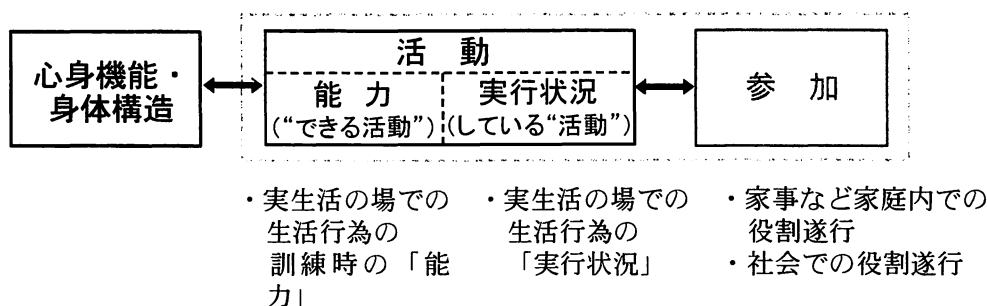 心身機能・
身体構造
活 動
能 力
(“できる活動”)
実行状況
(している“活動”)
参 加
・実生活の場での
生活行為の
訓練時の「能
力」
・実生活の場での
生活行為の
「実行状況」
・家事など家庭内での
役割遂行
・社会での役割遂行